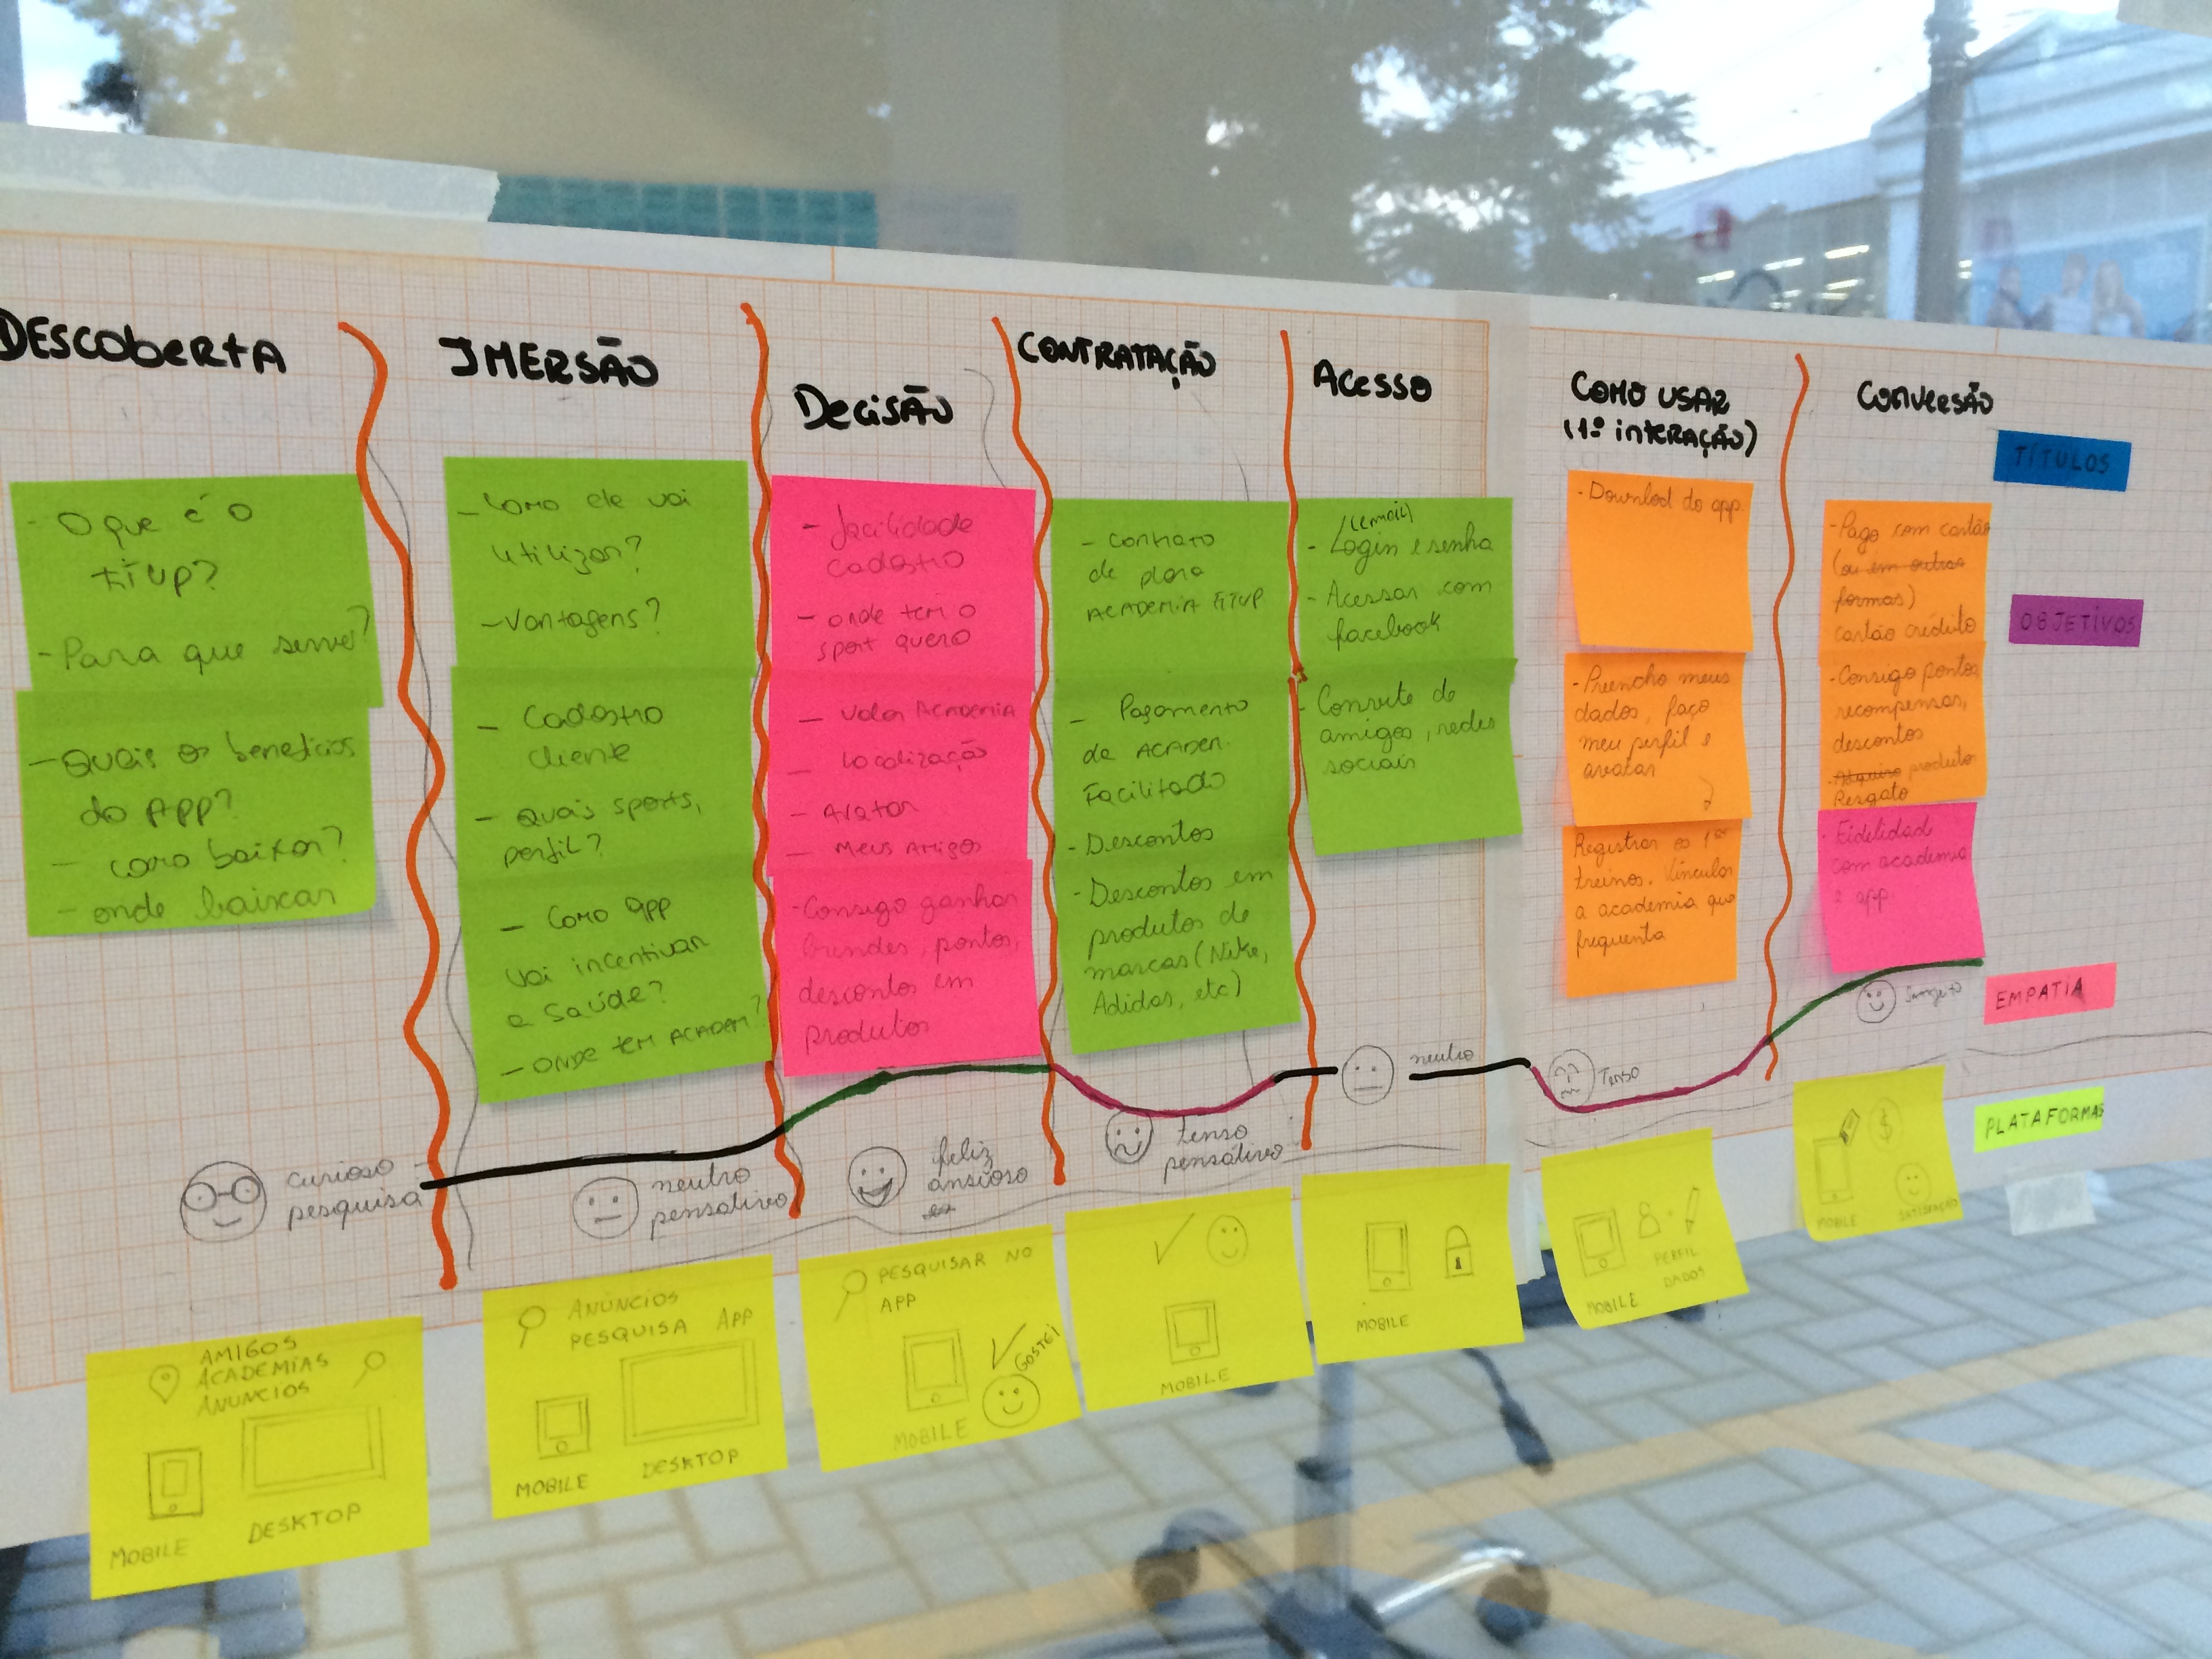 DESCOBERTA
- O que é o
FitUP?
- Para que serve?
- Quais os benefícios
do App?
- como baixar?
- onde baixar
curioso
pesquisa
AMIGOS
ACADEMIAS
ANÚNCIOS
MOBILE
DESKTOP
IMERSÃO
- Como ele vai
utilizar?
- Vantagens?
- Cadastro
cliente
- Quais sports,
perfil?
- Como app
vai incentivar
a saúde?
- ONDE TEM ACADEM?
neutro
pensativo
ANÚNCIOS
PESQUISA APP
MOBILE
DESKTOP
DECISÃO
- facilidade
cadastro
- onde tem o
sport quero
- Valor ACADEMIA
- Localização
- Avatar
- Meus Amigos
- Consigo ganhar
brindes, pontos,
descontos em
produtos
feliz
ansioso
PESQUISAR NO
APP
GOSTEI
MOBILE
CONTRATAÇÃO
- Contrato
de plano
ACADEMIA FITUP
- Pagamento
de ACADEM.
Facilitado
- Descontos
- Descontos em
produtos de
marcas (Nike,
Adidas, etc)
tenso
pensativo
MOBILE
ACESSO
(email)
- Login e senha
- Acessar com
facebook
- Convite de
amigos, redes
sociais
neutro
MOBILE
COMO USAR
(1ª interação)
- Downlod do app.
- Preencho meus
dados, faço
meu perfil e
avatar
Registrar os 1ºs
treinos. Vincular
a academia que
frequenta
Tenso
PERFIL
DADOS
MOBILE
CONVERSÃO
- Pago com cartão
(ou em outras
formas)
cartão crédito
- Consigo pontos,
recompensas,
descontos
- Adquiro produtos
Resgato
- Fidelidad
com academia
e app.
$
MOBILE
SATISFAÇÃO
TÍTULOS
OBJETIVOS
EMPATIA
PLATAFORMAS